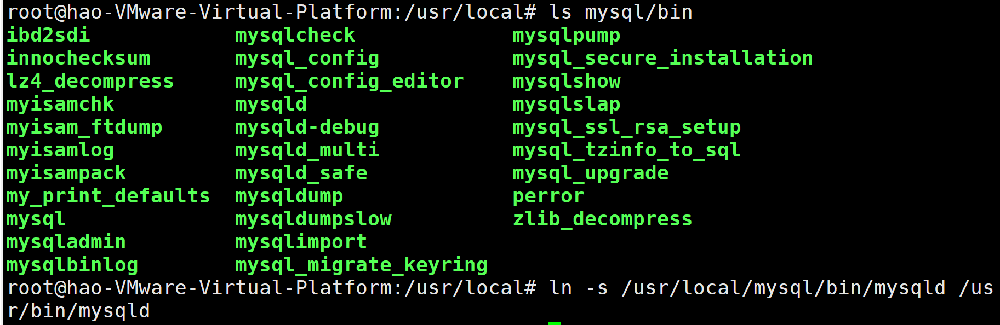 root@hao-VMware-Virtual-Platform:/usr/local# ls mysql/bin
ibd2sdi mysqlcheck mysqlpump
innochecksum mysql_config mysql_secure_installation
lz4_decompress mysql_config_editor mysqlshow
myisamchk mysqld mysqlslap
myisam_ftdump mysqld-debug mysql_ssl_rsa_setup
myisamlog mysqld_multi mysql_tzinfo_to_sql
myisampack mysqld_safe mysql_upgrade
my_print_defaults mysqldump perror
mysql mysqldumpslow zlib_decompress
mysqladmin mysqlimport
mysqlbinlog mysql_migrate_keyring
root@hao-VMware-Virtual-Platform:/usr/local# ln -s /usr/local/mysql/bin/mysqld /us
r/bin/mysqld